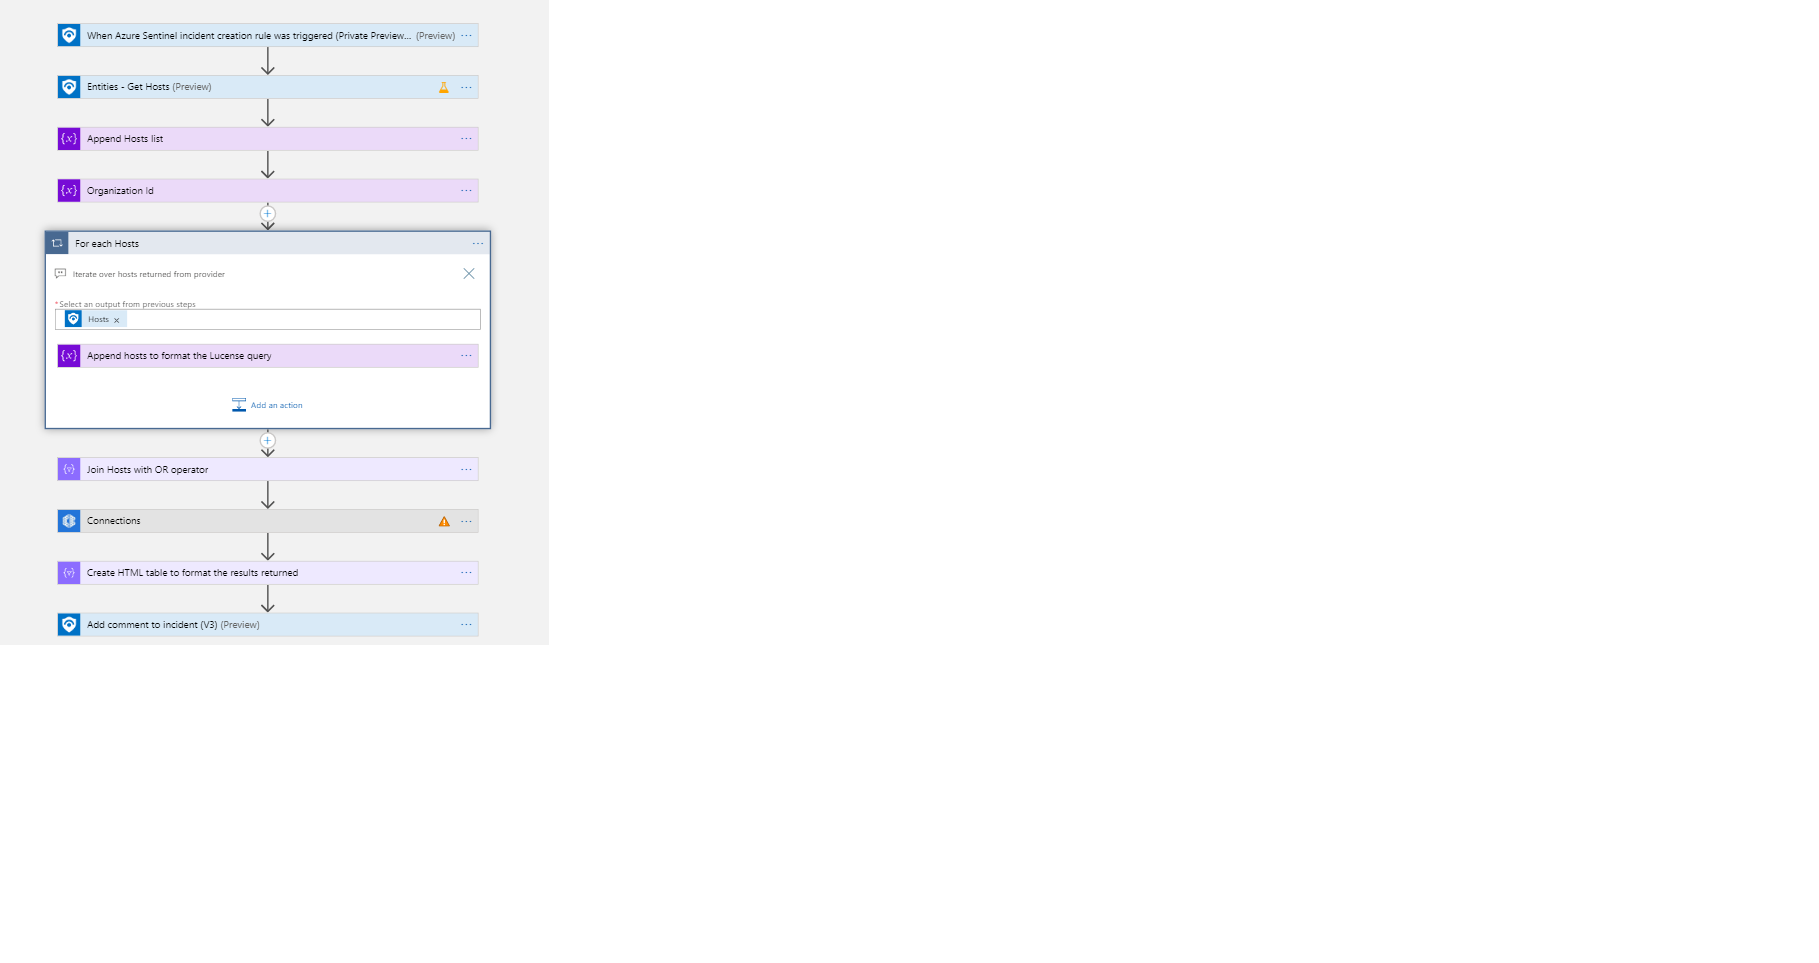 When Azure Sentinel incident creation rule was triggered (Private Preview... (Preview) ...
Entities - Get Hosts (Preview) ...
{x} Append Hosts list ...
{x} Organization Id ...
For each Hosts ...
Iterate over hosts returned from provider
*Select an output from previous steps
Hosts x
{x} Append hosts to format the Lucense query ...
Add an action
Join Hosts with OR operator ...
Connections ...
Create HTML table to format the results returned ...
Add comment to incident (V3) (Preview) ...